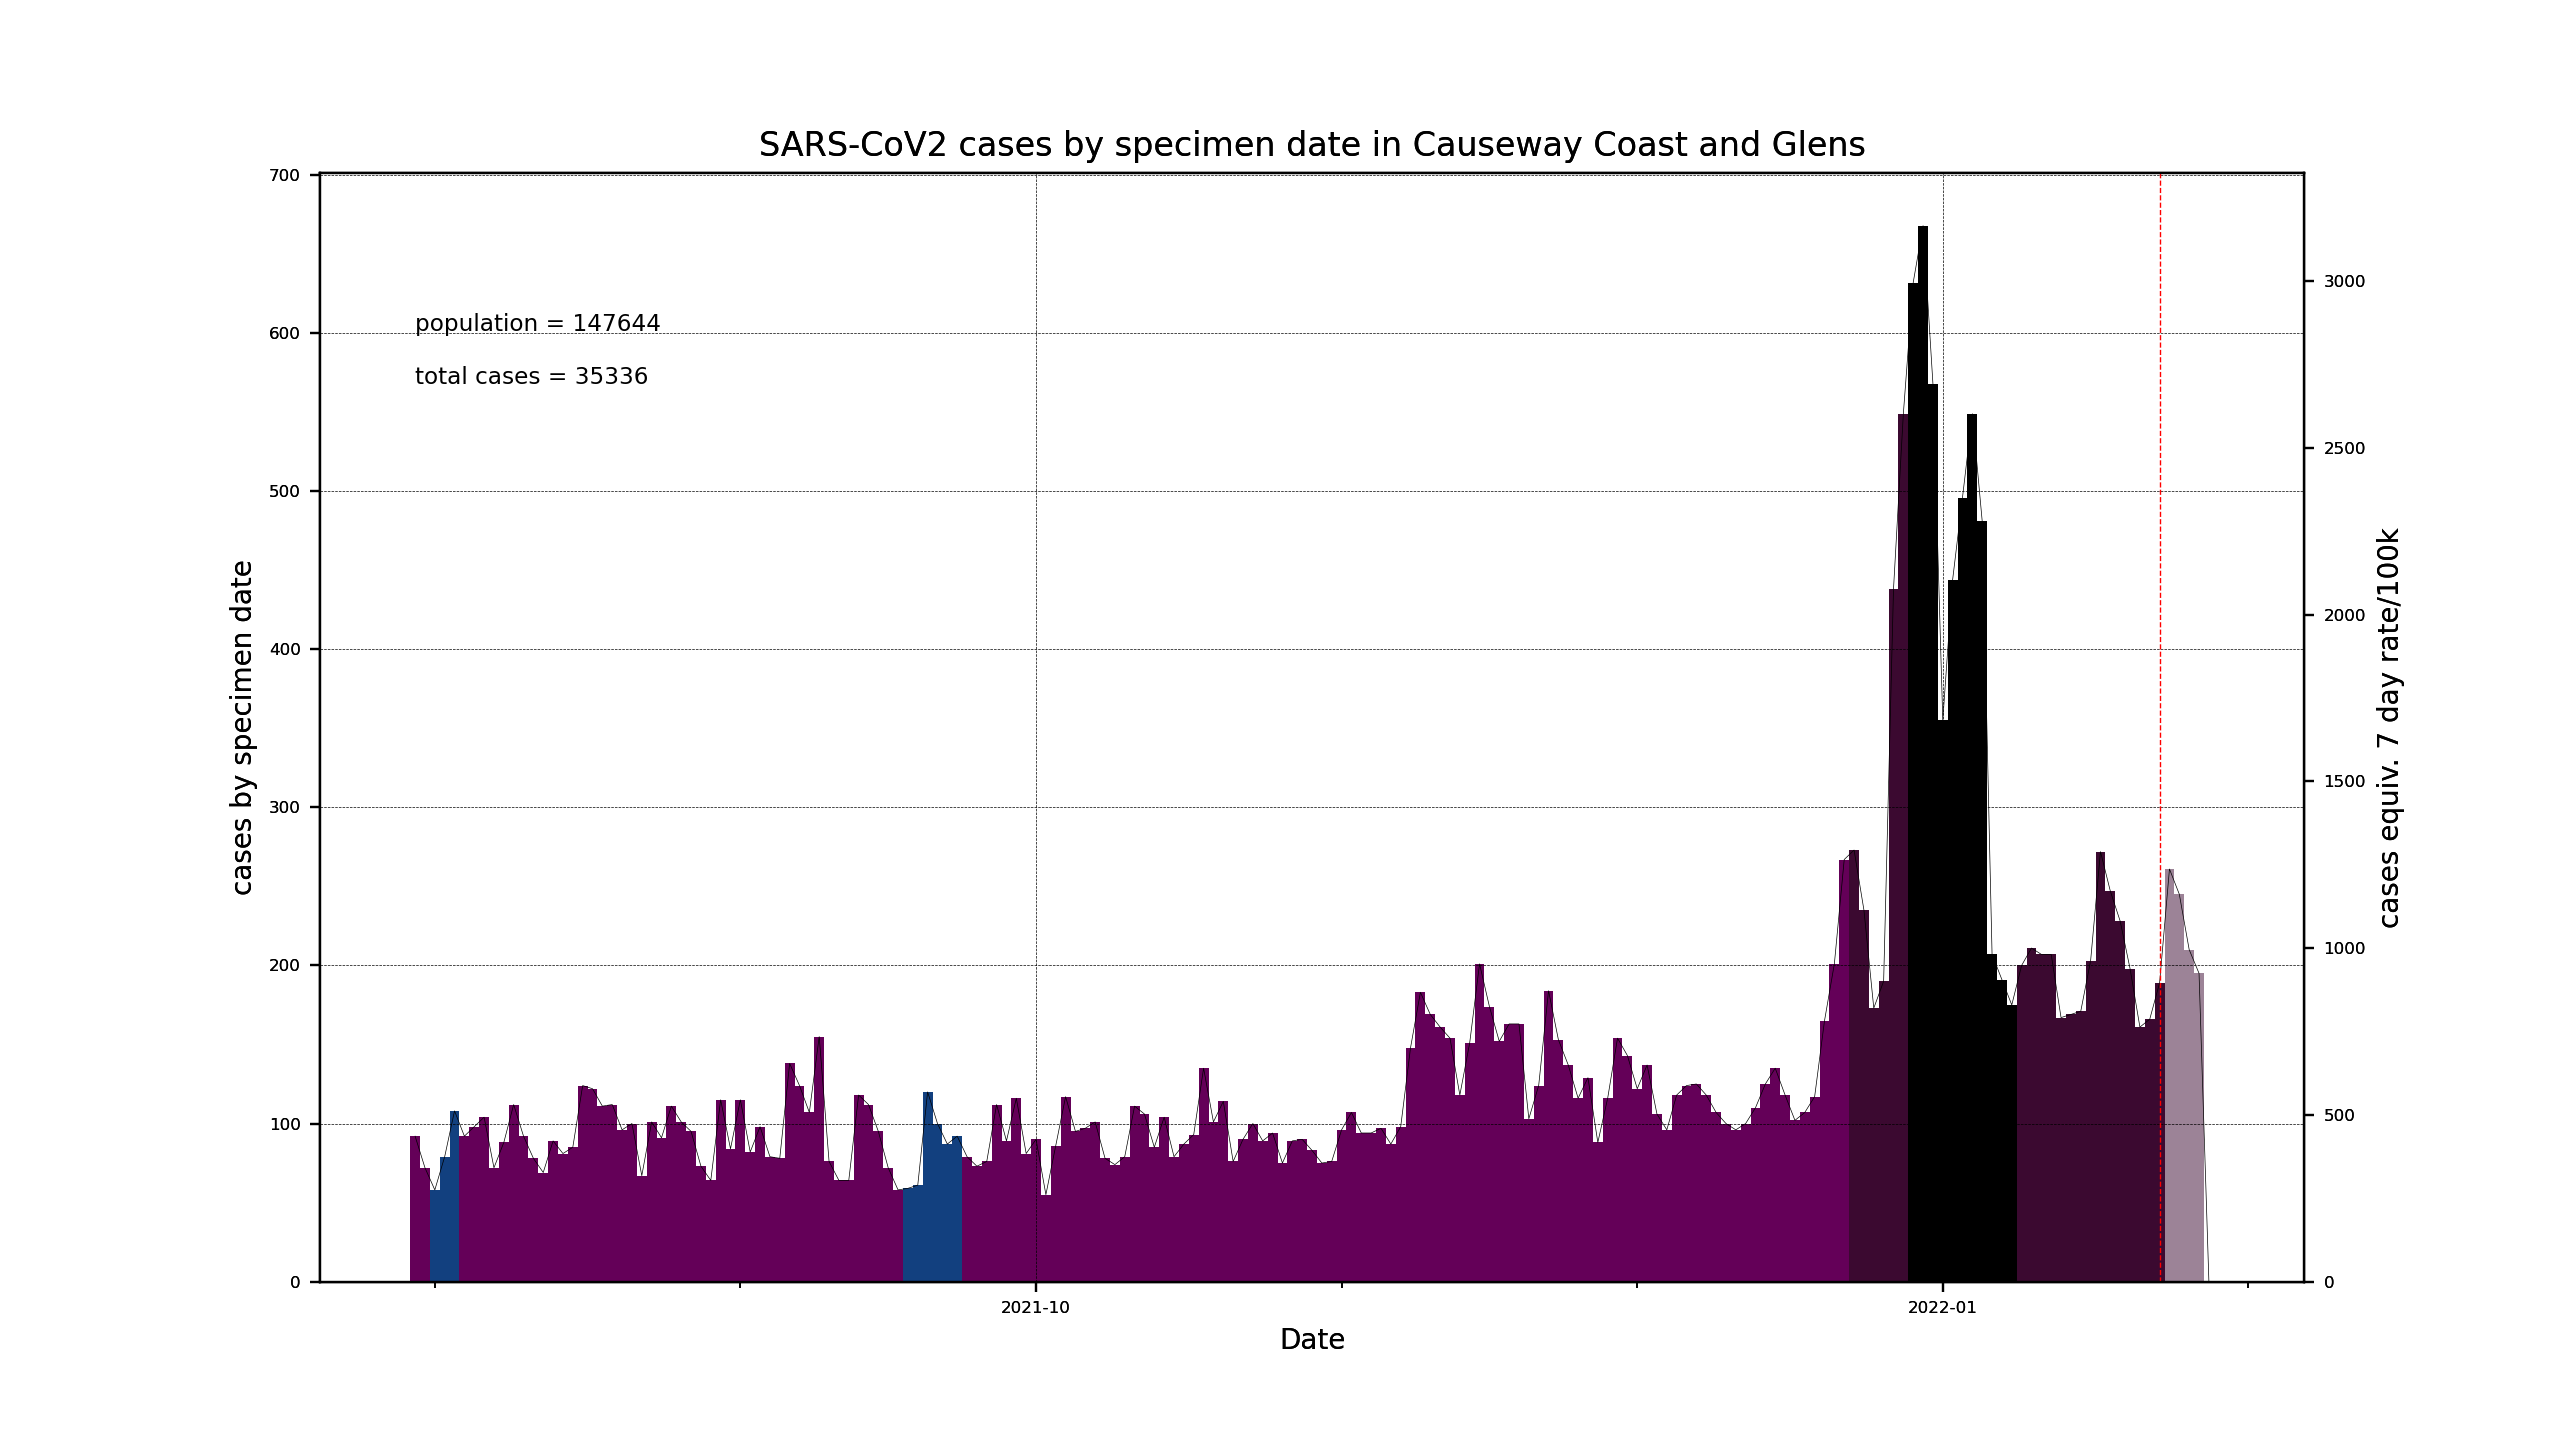 SARS-CoV2 cases by specimen date in Causeway Coast and Glens
population = 147644
total cases = 35336
cases by specimen date
700
600
500
400
300
200
100
0
3000
2500
2000
1500
1000
500
0
cases equiv. 7 day rate/100k
2021-10
2022-01
Date